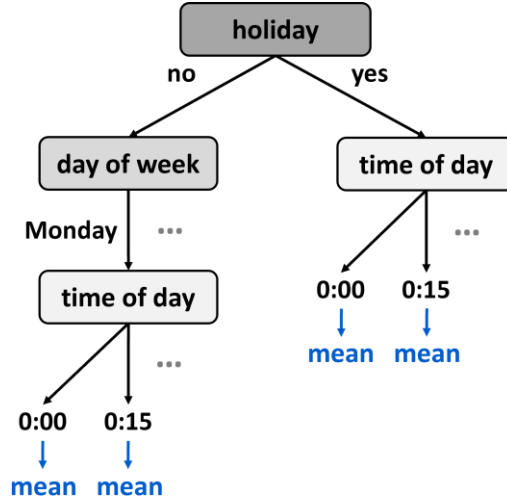 holiday
no yes
day of week time of day
Monday ...
...
time of day
0:00 0:15
mean mean
...
0:00 0:15
mean mean